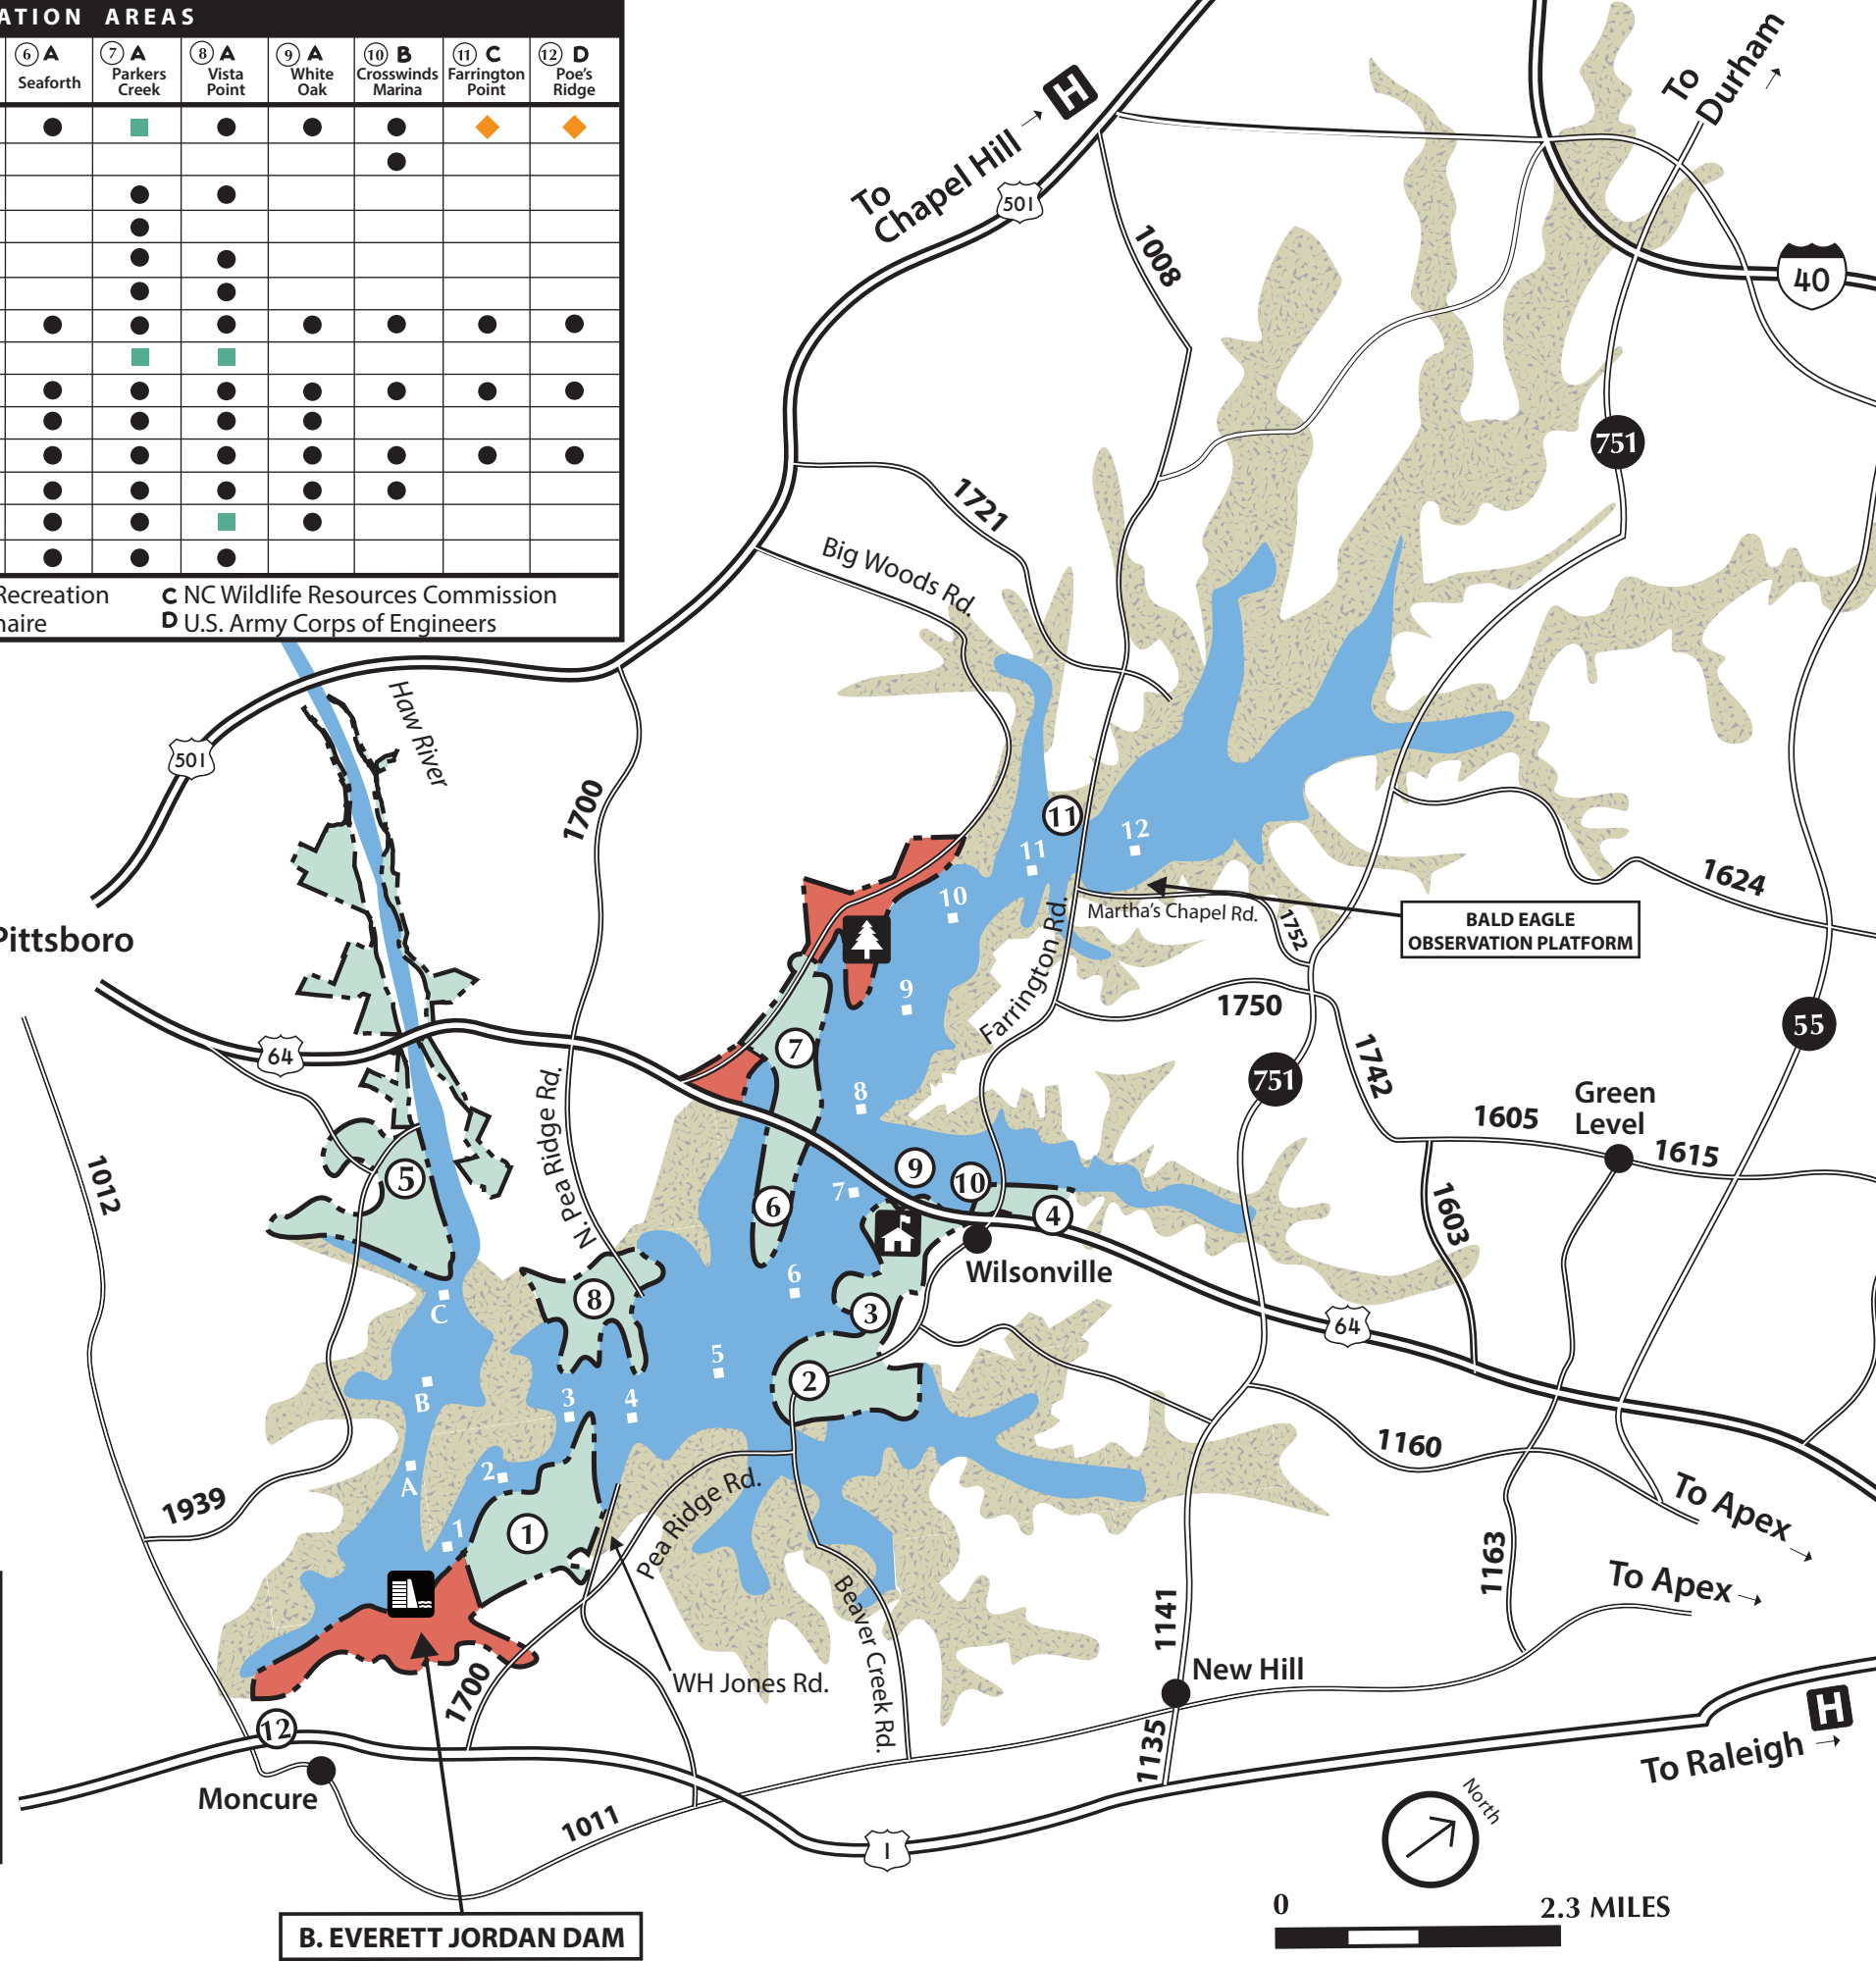 ATION AREAS
6 A
Seaforth
7 A
Parkers
Creek
8 A
Vista
Point
9 A
White
Oak
10 B
Crosswinds
Marina
11 C
Farrington
Point
12 D
Poe's
Ridge
Recreation
C NC Wildlife Resources Commission
naire
D U.S. Army Corps of Engineers
To
Chapel Hill
H
501
1008
To
Durham
40
751
1721
Big Woods Rd.
Haw River
501
1700
11
11
12
10
1624
Martha's Chapel Rd.
1752
BALD EAGLE
OBSERVATION PLATFORM
Pittsboro
Farrington Rd.
9
1750
55
64
7
751
1742
8
Green
Level
1605
1615
N. Pea Ridge Rd.
1012
5
9
10
7
6
4
1603
Wilsonville
6
8
3
C
64
5
2
B
3
4
1160
2
A
1939
Pea Ridge Rd.
To Apex
1
1
1163
To Apex
Beaver Creek Rd.
1141
WH Jones Rd.
New Hill
1700
12
1135
H
To Raleigh
Moncure
1011
1
North
0
2.3 MILES
B. EVERETT JORDAN DAM